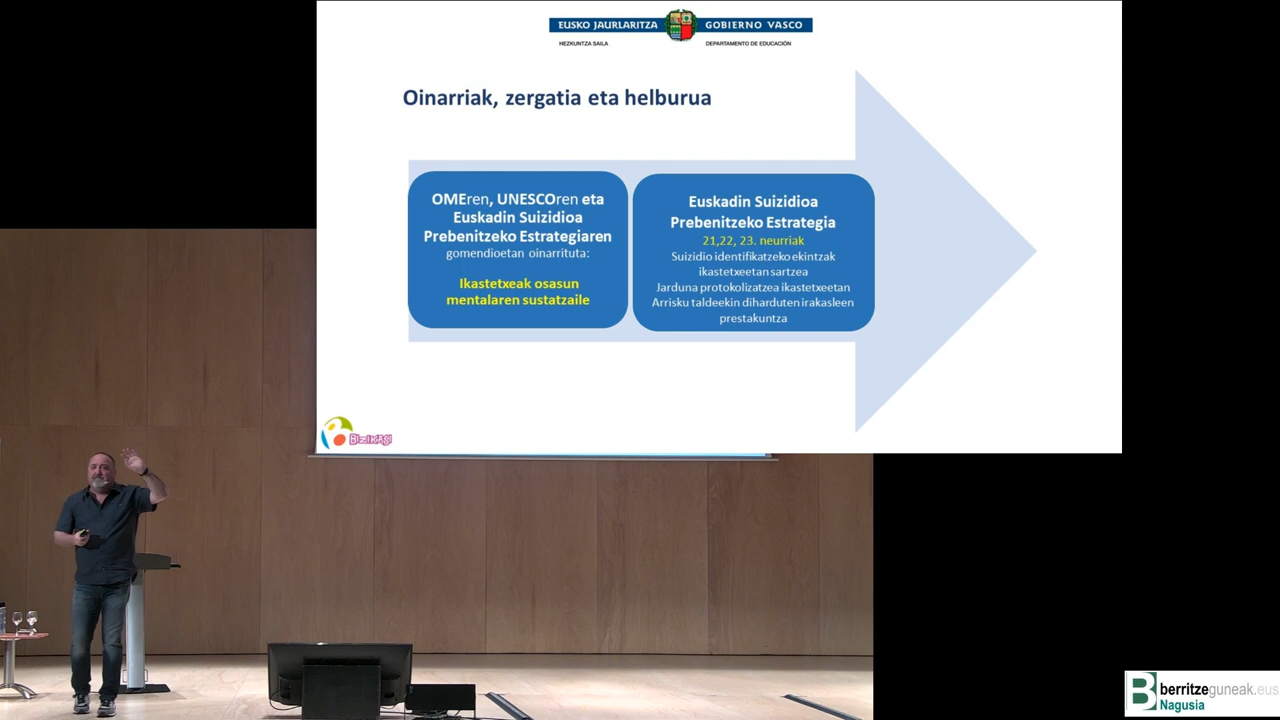 EUSKO JAURLARITZA
GOBIERNO VASCO
HEZKUNTZA SAILA
DEPARTAMENTO DE EDUCACIÓN
Oinarriak, zergatia eta helburua
OMEren, UNESCOren eta
Euskadin Suizidioa
Prebenitzeko Estrategiaren
gomendioetan oinarrituta:
Ikastetxeak osasun
mentalaren sustatzaile
Euskadin Suizidioa
Prebenitzeko Estrategia
21,22, 23. neurriak
Suizidio identifikatzeko ekintzak
ikastetxeetan sartzea
Jarduna protokolizatzea ikastetxeetan
Arrisku taldeekin diharduten irakasleen
prestakuntza
BIZIKASI
berritzeguneak.eus
Nagusia